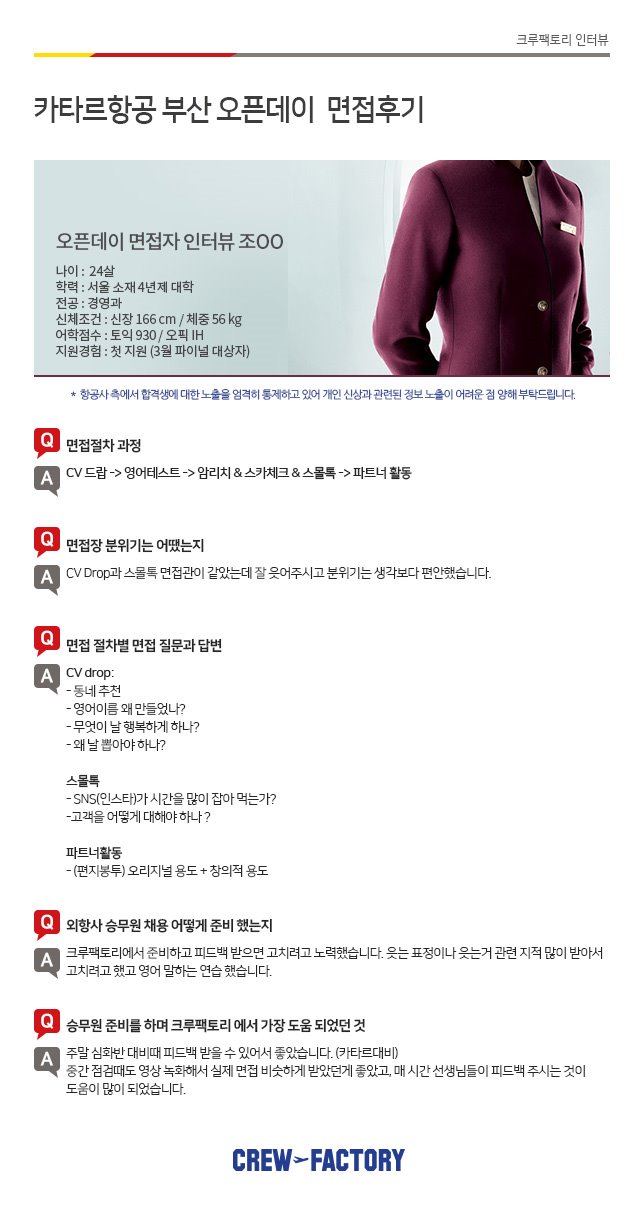 크루팩토리 인터뷰
카타르항공 부산 오픈데이 면접후기
오픈데이 면접자 인터뷰 조OO
나이 : 24살
학력 : 서울 소재 4년제 대학
전공 : 경영과
신체조건 : 신장 166 cm / 체중 56 kg
어학점수 : 토익 930 / 오픽 IH
지원경험 : 첫 지원 (3월 파이널 대상자)
* 항공사 측에서 합격생에 대한 노출을 엄격히 통제하고 있어 개인 신상과 관련된 정보 노출이 어려운 점 양해 부탁드립니다.
Q 면접절차 과정
A CV 드랍 -> 영어테스트 -> 암리치 & 스카체크 & 스몰톡 -> 파트너 활동
Q 면접장 분위기는 어땠는지
A CV Drop과 스몰톡 면접관이 같았는데 잘 웃어주시고 분위기는 생각보다 편안했습니다.
Q 면접 절차별 면접 질문과 답변
A CV drop:
- 동네 추천
- 영어이름 왜 만들었나?
- 무엇이 날 행복하게 하나?
- 왜 날 뽑아야 하나?
스몰톡
- SNS(인스타)가 시간을 많이 잡아 먹는가?
-고객을 어떻게 대해야 하나 ?
파트너활동
- (편지봉투) 오리지널 용도 + 창의적 용도
Q 외항사 승무원 채용 어떻게 준비 했는지
A 크루팩토리에서 준비하고 피드백 받으면 고치려고 노력했습니다. 웃는 표정이나 웃는거 관련 지적 많이 받아서
고치려고 했고 영어 말하는 연습 했습니다.
Q 승무원 준비를 하며 크루팩토리 에서 가장 도움 되었던 것
A 주말 심화반 대비때 피드백 받을 수 있어서 좋았습니다. (카타르대비)
중간 점검때도 영상 녹화해서 실제 면접 비슷하게 받았던게 좋았고, 매 시간 선생님들이 피드백 주시는 것이
도움이 많이 되었습니다.
CREW FACTORY